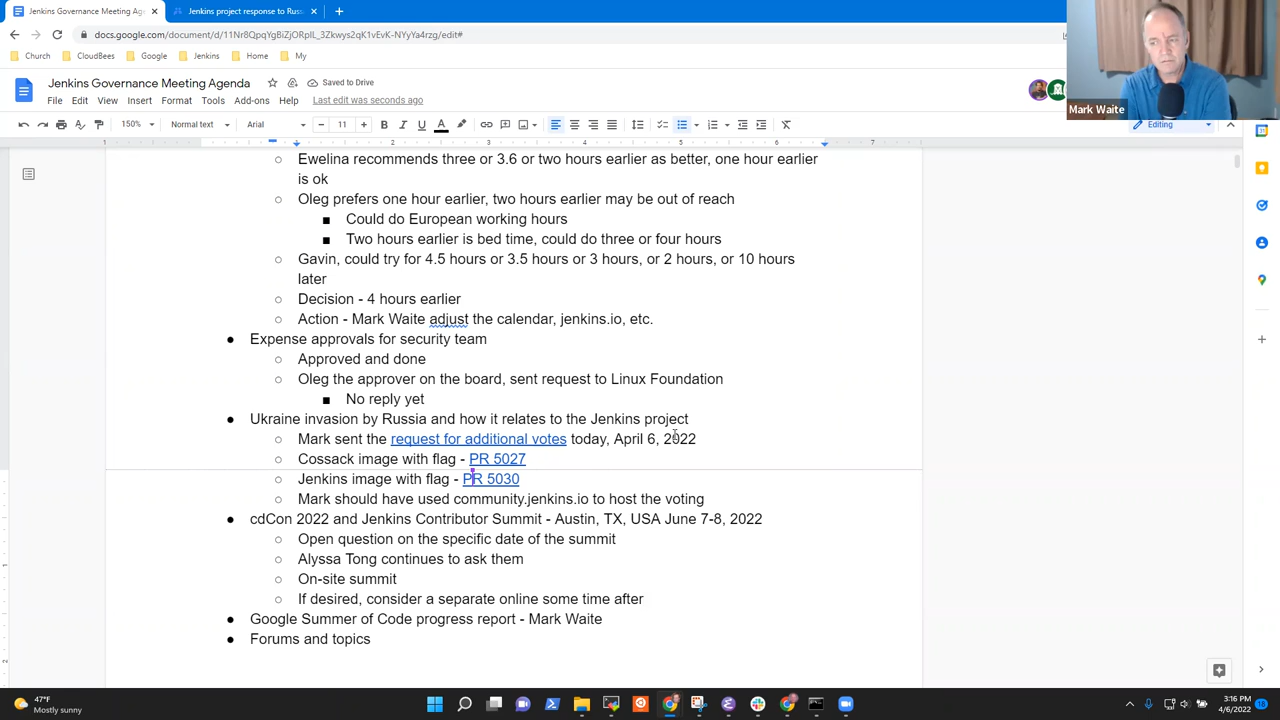 Jenkins Governance Meeting Age
Jenkins project response to Russ
docs.google.com/document/d/11Nr8QpqYgBiZjORpIL_3Zkwys2qK1vEvK-NYyYa4rzg/edit#
Church CloudBees Google Jenkins Home My
Mark Waite
Jenkins Governance Meeting Agenda
Saved to Drive
File Edit View Insert Format Tools Add-ons Help Last edit was seconds ago
150% Normal text Arial 11 B I U A Editing
1 2 3 4 5 6 7
Ewelina recommends three or 3.6 or two hours earlier as better, one hour earlier
is ok
Oleg prefers one hour earlier, two hours earlier may be out of reach
Could do European working hours
Two hours earlier is bed time, could do three or four hours
Gavin, could try for 4.5 hours or 3.5 hours or 3 hours, or 2 hours, or 10 hours
later
Decision - 4 hours earlier
Action - Mark Waite adjust the calendar, jenkins.io, etc.
Expense approvals for security team
Approved and done
Oleg the approver on the board, sent request to Linux Foundation
No reply yet
Ukraine invasion by Russia and how it relates to the Jenkins project
Mark sent the request for additional votes today, April 6, 2022
Cossack image with flag - PR 5027
Jenkins image with flag - PR 5030
Mark should have used community.jenkins.io to host the voting
cdCon 2022 and Jenkins Contributor Summit - Austin, TX, USA June 7-8, 2022
Open question on the specific date of the summit
Alyssa Tong continues to ask them
On-site summit
If desired, consider a separate online some time after
Google Summer of Code progress report - Mark Waite
Forums and topics
47°F
Mostly sunny
3:16 PM
4/6/2022